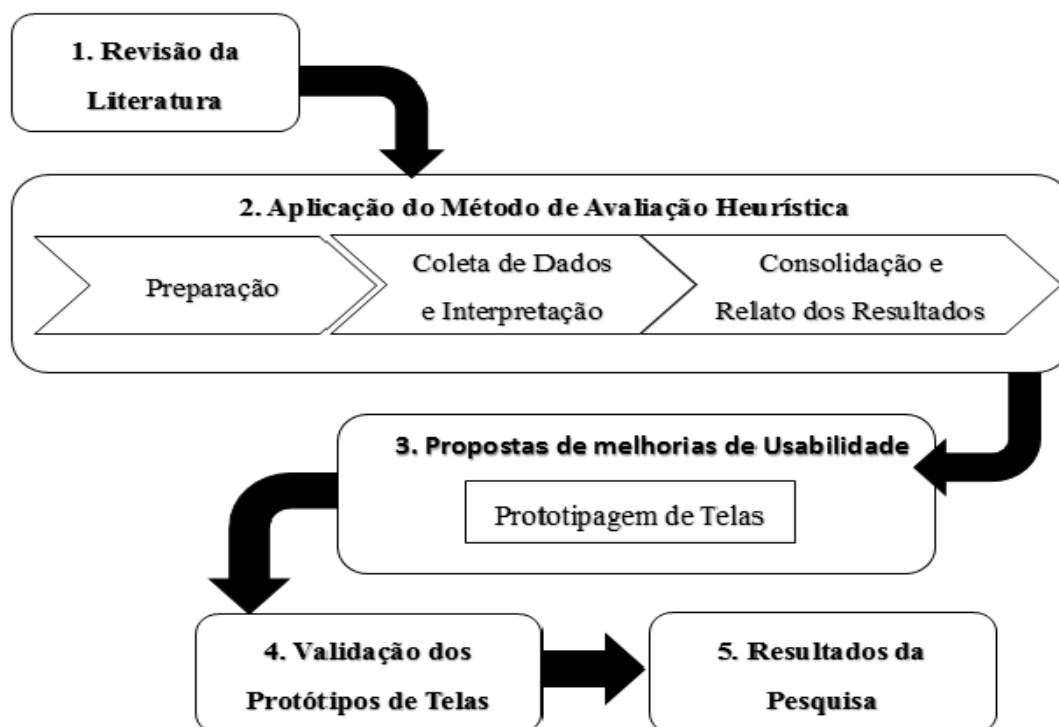 1. Revisão da
Literatura
2. Aplicação do Método de Avaliação Heurística
Preparação
Coleta de Dados
e Interpretação
Consolidação e
Relato dos Resultados
3. Propostas de melhorias de Usabilidade
Prototipagem de Telas
4. Validação dos
Protótipos de Telas
5. Resultados da
Pesquisa